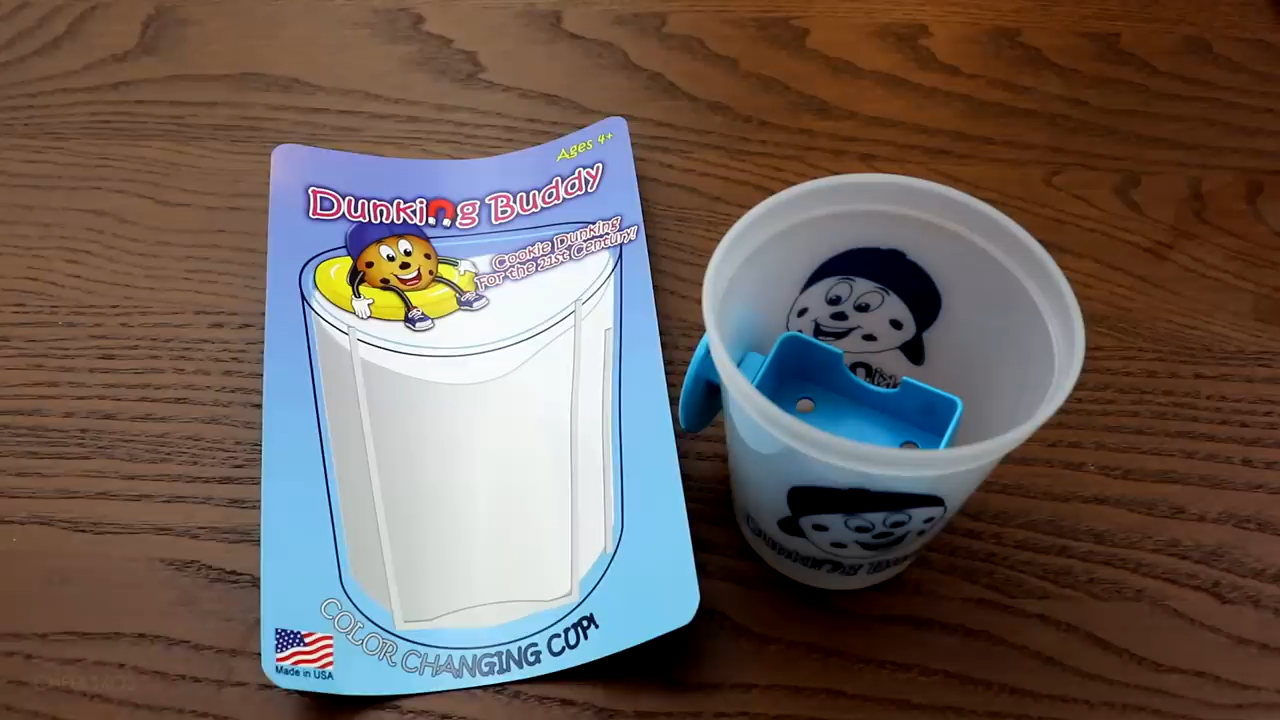 Ages 4+
Dunking Buddy
Cookie Dunking
For the 21st Century!
COLOR CHANGING CUP!
Made in USA